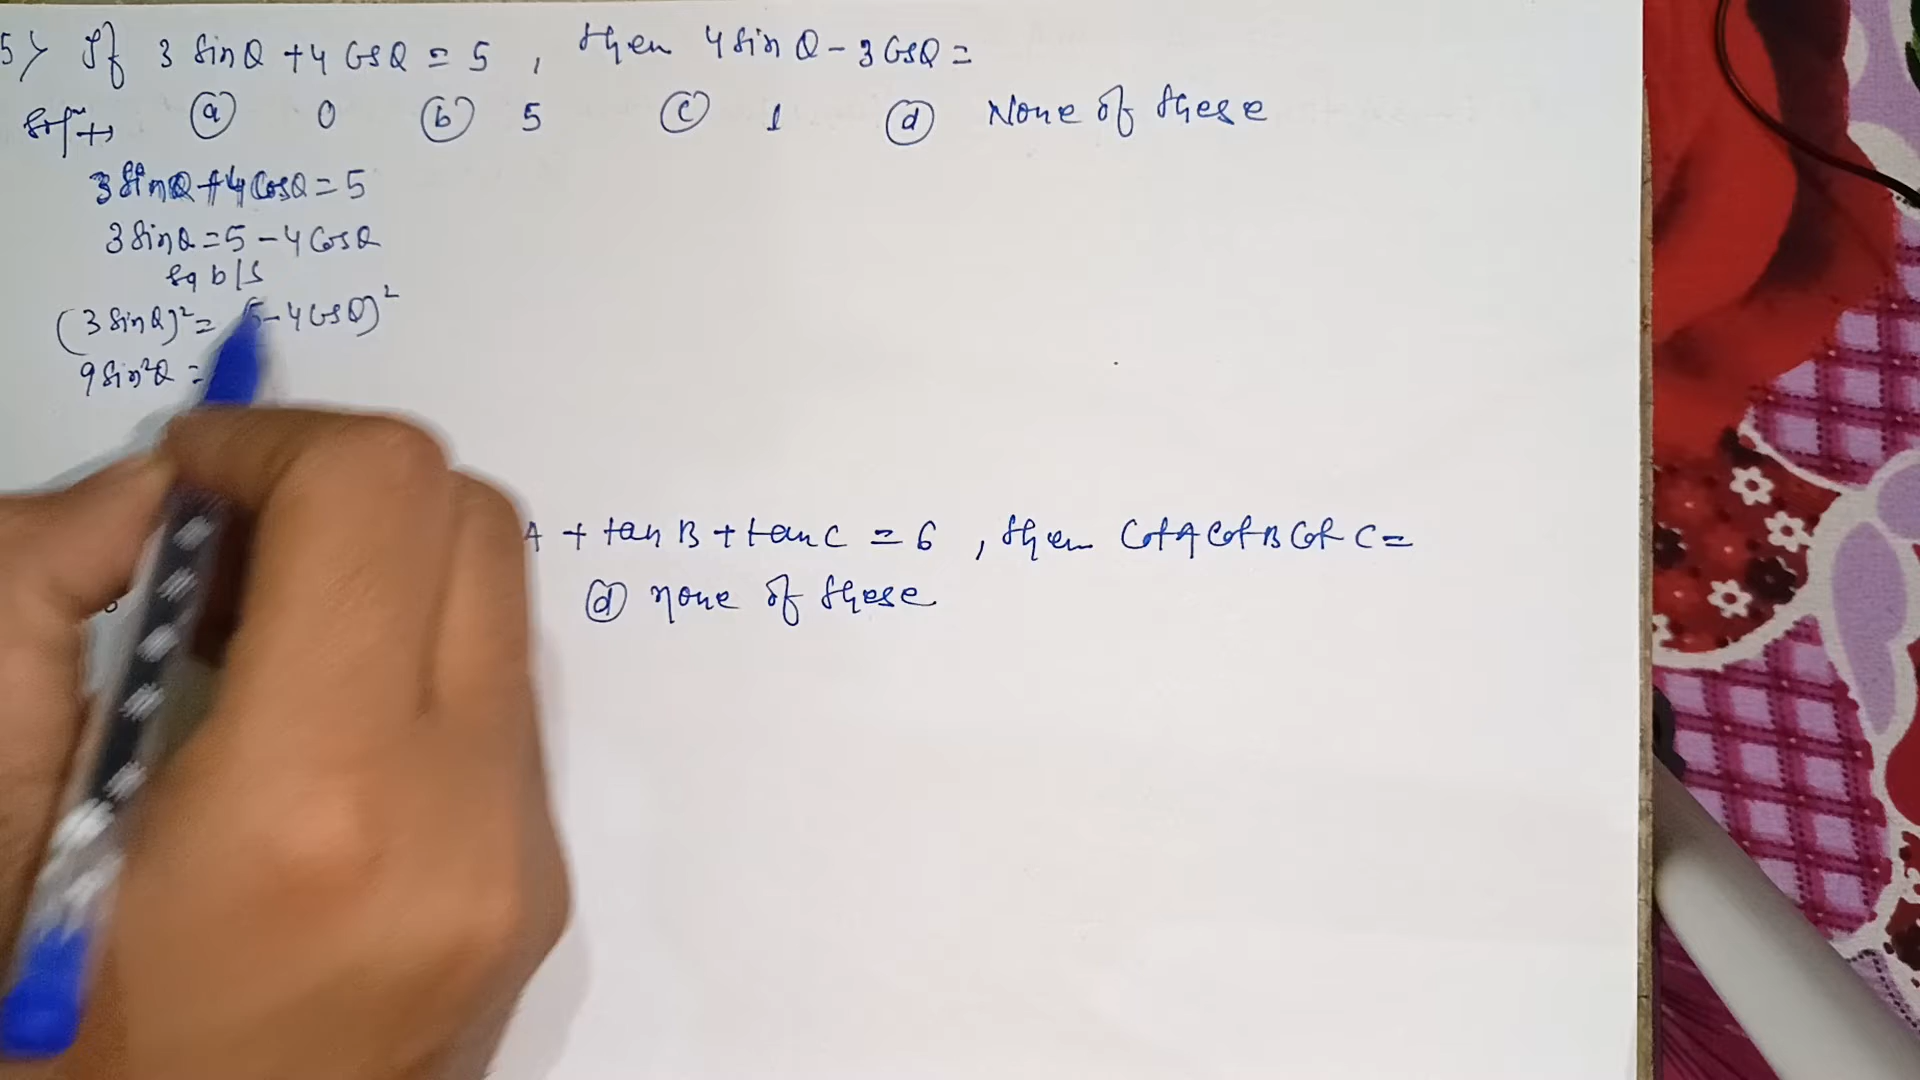 5> If 3 sinθ + 4 cosθ = 5 , then 4 sin θ - 3 cosθ =
Solⁿ → (a) 0 (b) 5 (c) 1 (d) None of these
3 sinθ + 4 cosθ = 5
3 sinθ = 5 - 4 cosθ
sq b/s
(3 sinθ)² = (5 - 4 cosθ)²
9 sin²θ =
A + tan B + tan C = 6 , then Cot A Cot B Cot C =
(d) none of these